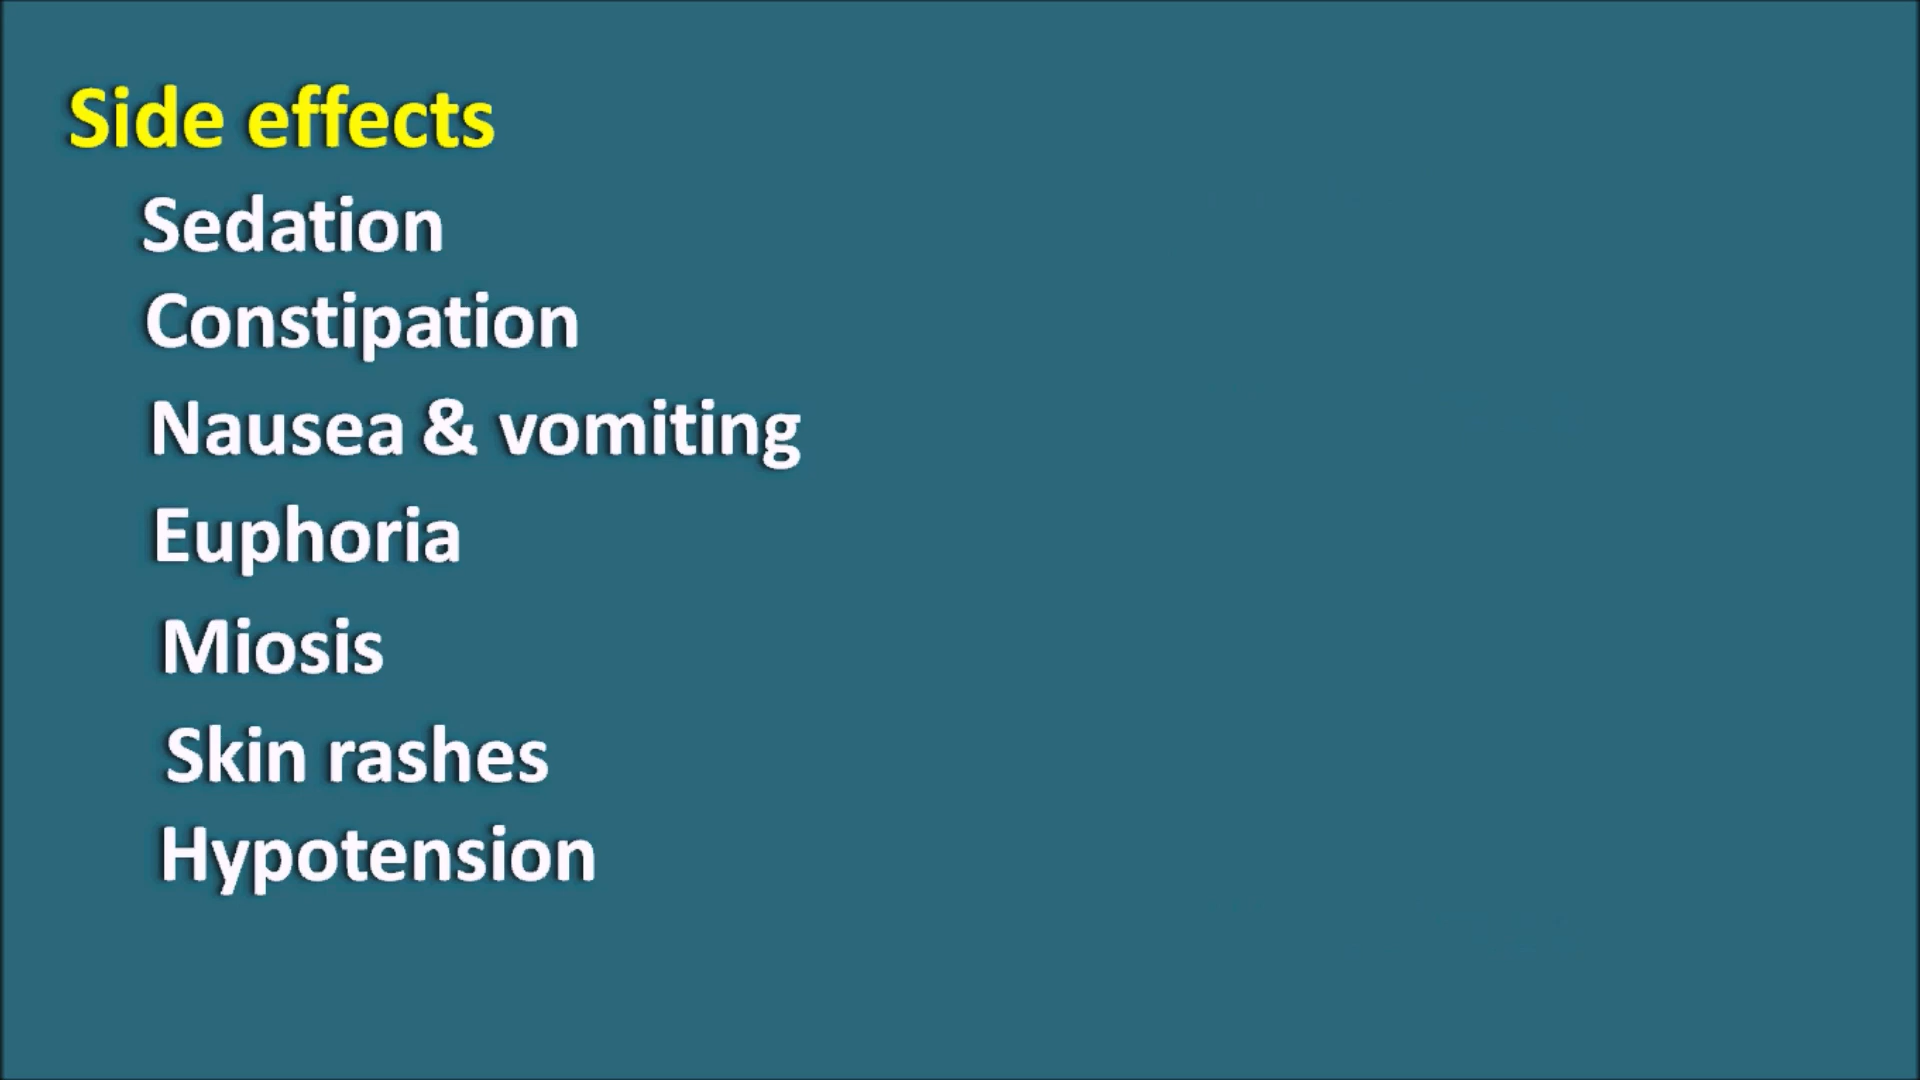 Side effects
Sedation
Constipation
Nausea & vomiting
Euphoria
Miosis
Skin rashes
Hypotension